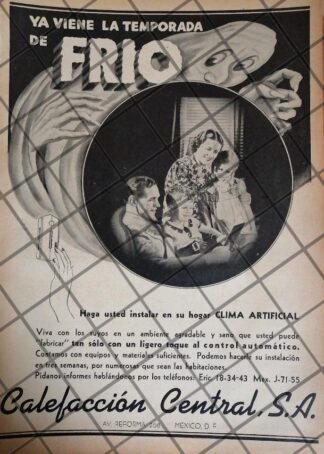 YA VIENE LA TEMPORADA
DE FRIO
Haga usted instalar en su hogar CLIMA ARTIFICIAL
Viva con los suyos en un ambiente agradable y sano que usted puede
"fabricar" ten sólo con un ligero toque al control automático.
Contamos con equipos y materiales suficientes. Podemos hacerle su instalación
en tres semanas, por numerosas que sean las habitaciones.
Pídanos informes hablándonos por los teléfonos: Eric. 18-34-43 Mex. J-71-55
Calefacción Central, S.A.
AV. REFORMA MEXICO, D. F.